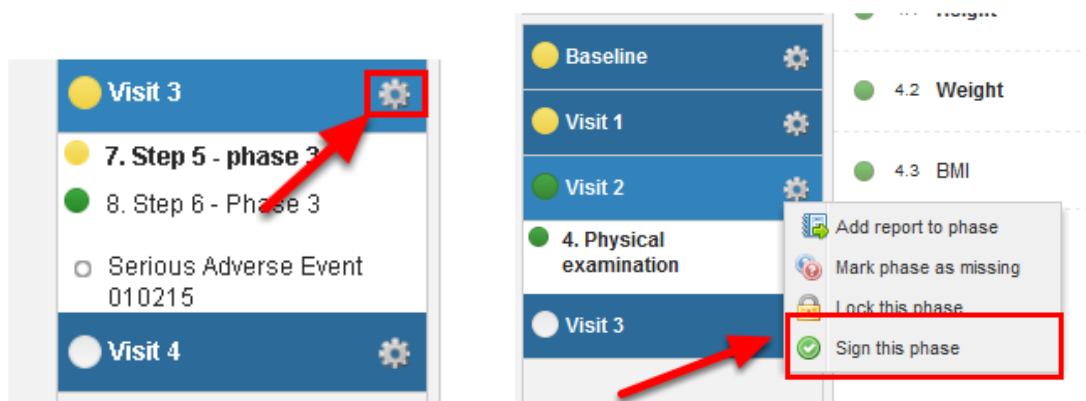 Visit 3
7. Step 5 - phase 3
8. Step 6 - Phase 3
Serious Adverse Event
010215
Visit 4
Baseline
Visit 1
Visit 2
4. Physical
examination
Visit 3
4.2 Weight
4.3 BMI
Add report to phase
Mark phase as missing
Lock this phase
Sign this phase